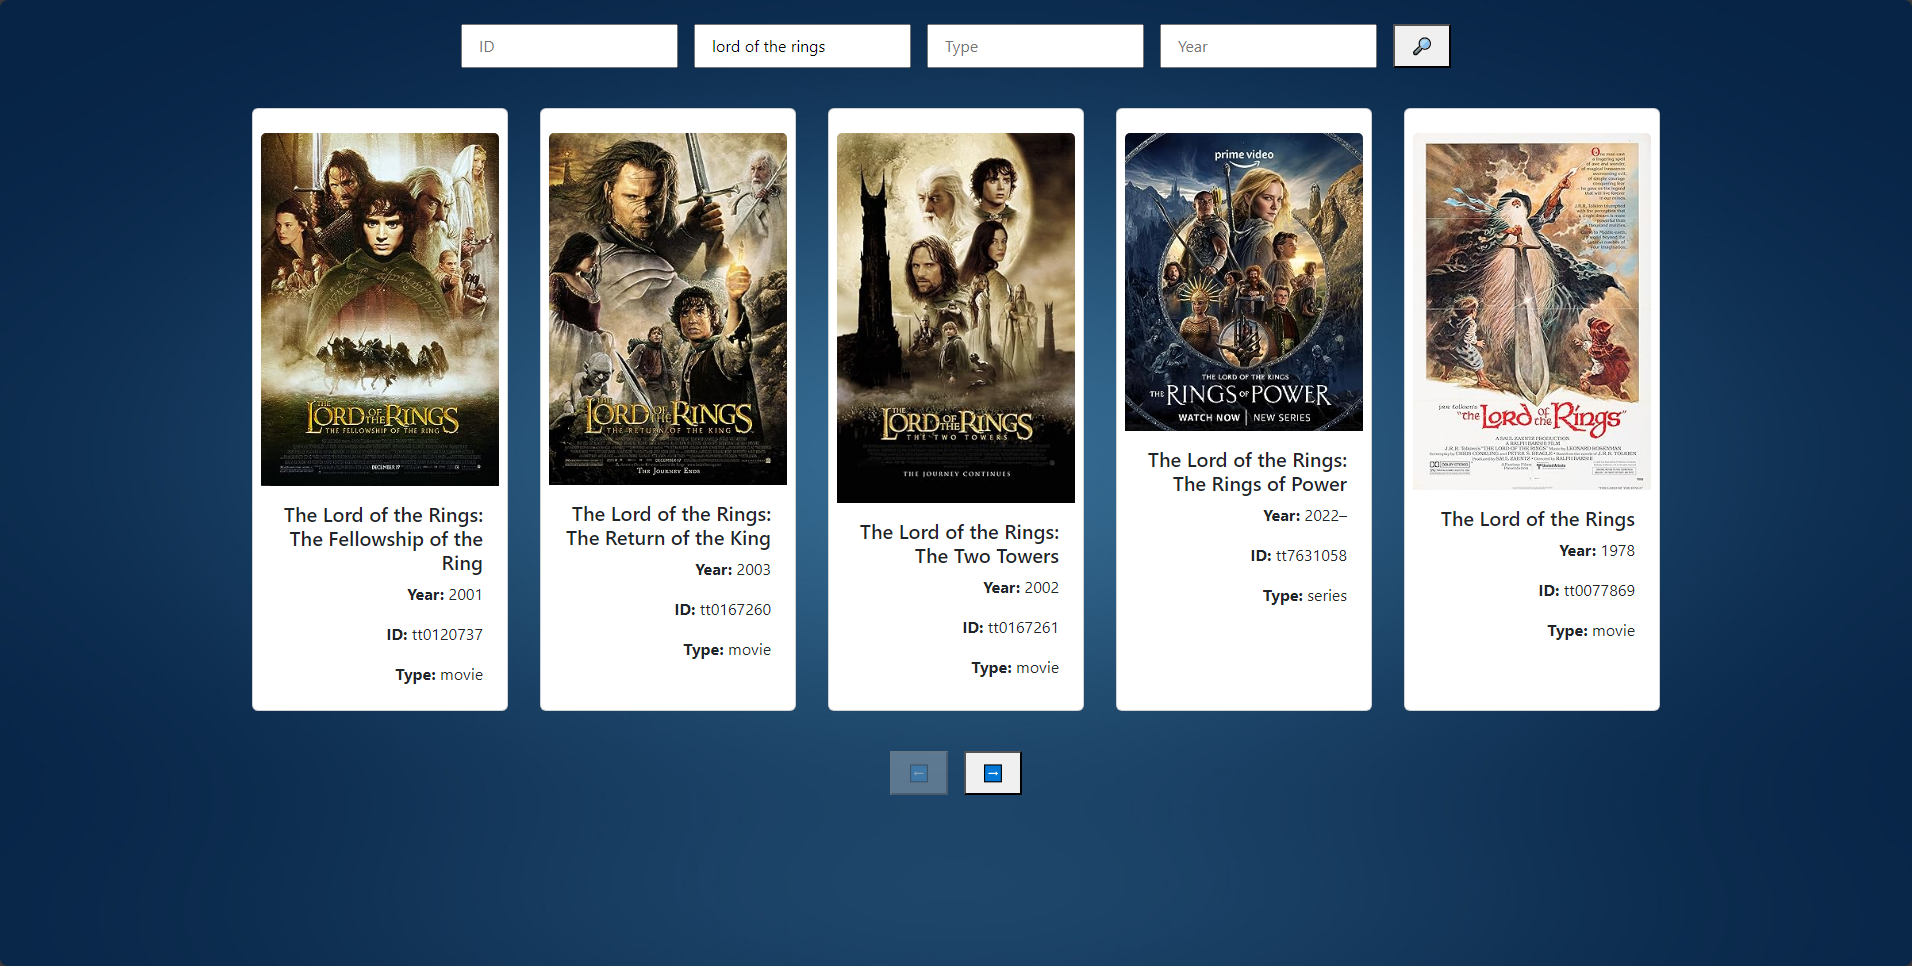 ID
lord of the rings
Type
Year
THE
LORD OF THE RINGS
THE FELLOWSHIP OF THE RING
DECEMBER 19
The Lord of the Rings:
The Fellowship of the
Ring
Year: 2001
ID: tt0120737
Type: movie
THE
LORD OF THE RINGS
THE RETURN OF THE KING
THE JOURNEY ENDS
The Lord of the Rings:
The Return of the King
Year: 2003
ID: tt0167260
Type: movie
THE
LORD OF THE RINGS
THE TWO TOWERS
THE JOURNEY CONTINUES
The Lord of the Rings:
The Two Towers
Year: 2002
ID: tt0167261
Type: movie
prime video
THE LORD OF THE RINGS
THE RINGS OF POWER
WATCH NOW | NEW SERIES
The Lord of the Rings:
The Rings of Power
Year: 2022–
ID: tt7631058
Type: series
"the Lord of the Rings"
The Lord of the Rings
Year: 1978
ID: tt0077869
Type: movie